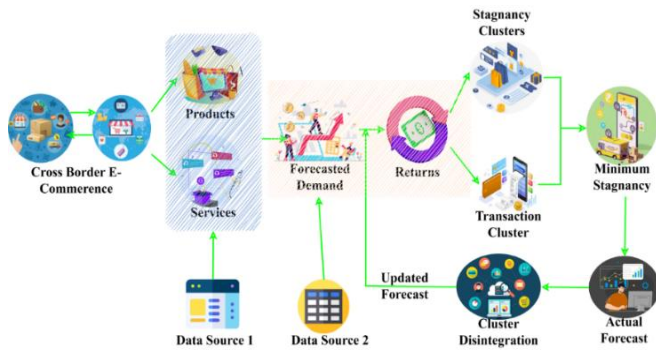 Stagnancy
Clusters
Products
Cross Border E-
Commerence
Forecasted
Demand
Returns
Minimum
Stagnancy
Services
Transaction
Cluster
Updated
Forecast
Data Source 1
Data Source 2
Cluster
Disintegration
Actual
Forecast